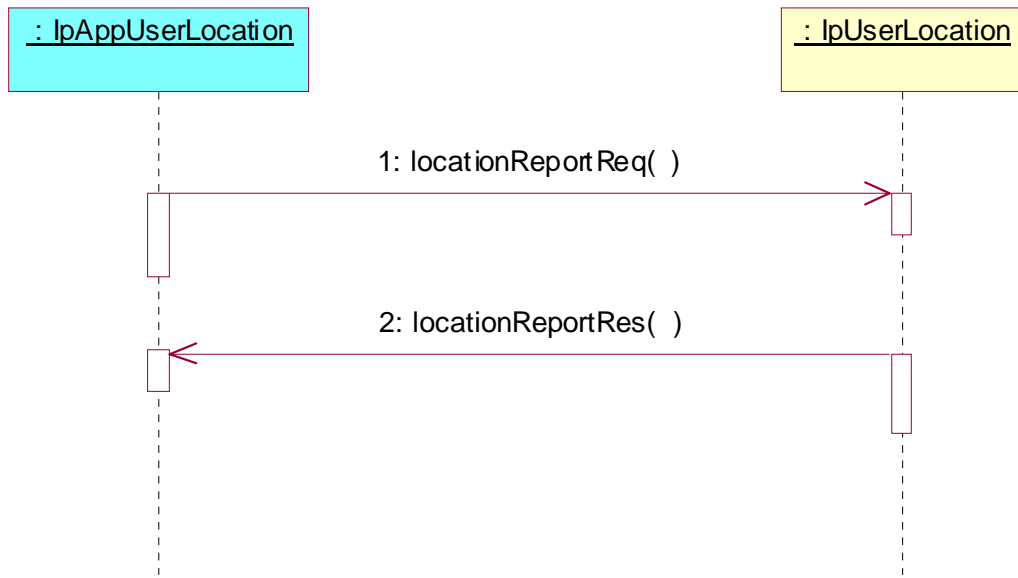 : IpAppUserLocation
: IpUserLocation
1: locationReportReq( )
2: locationReportRes( )